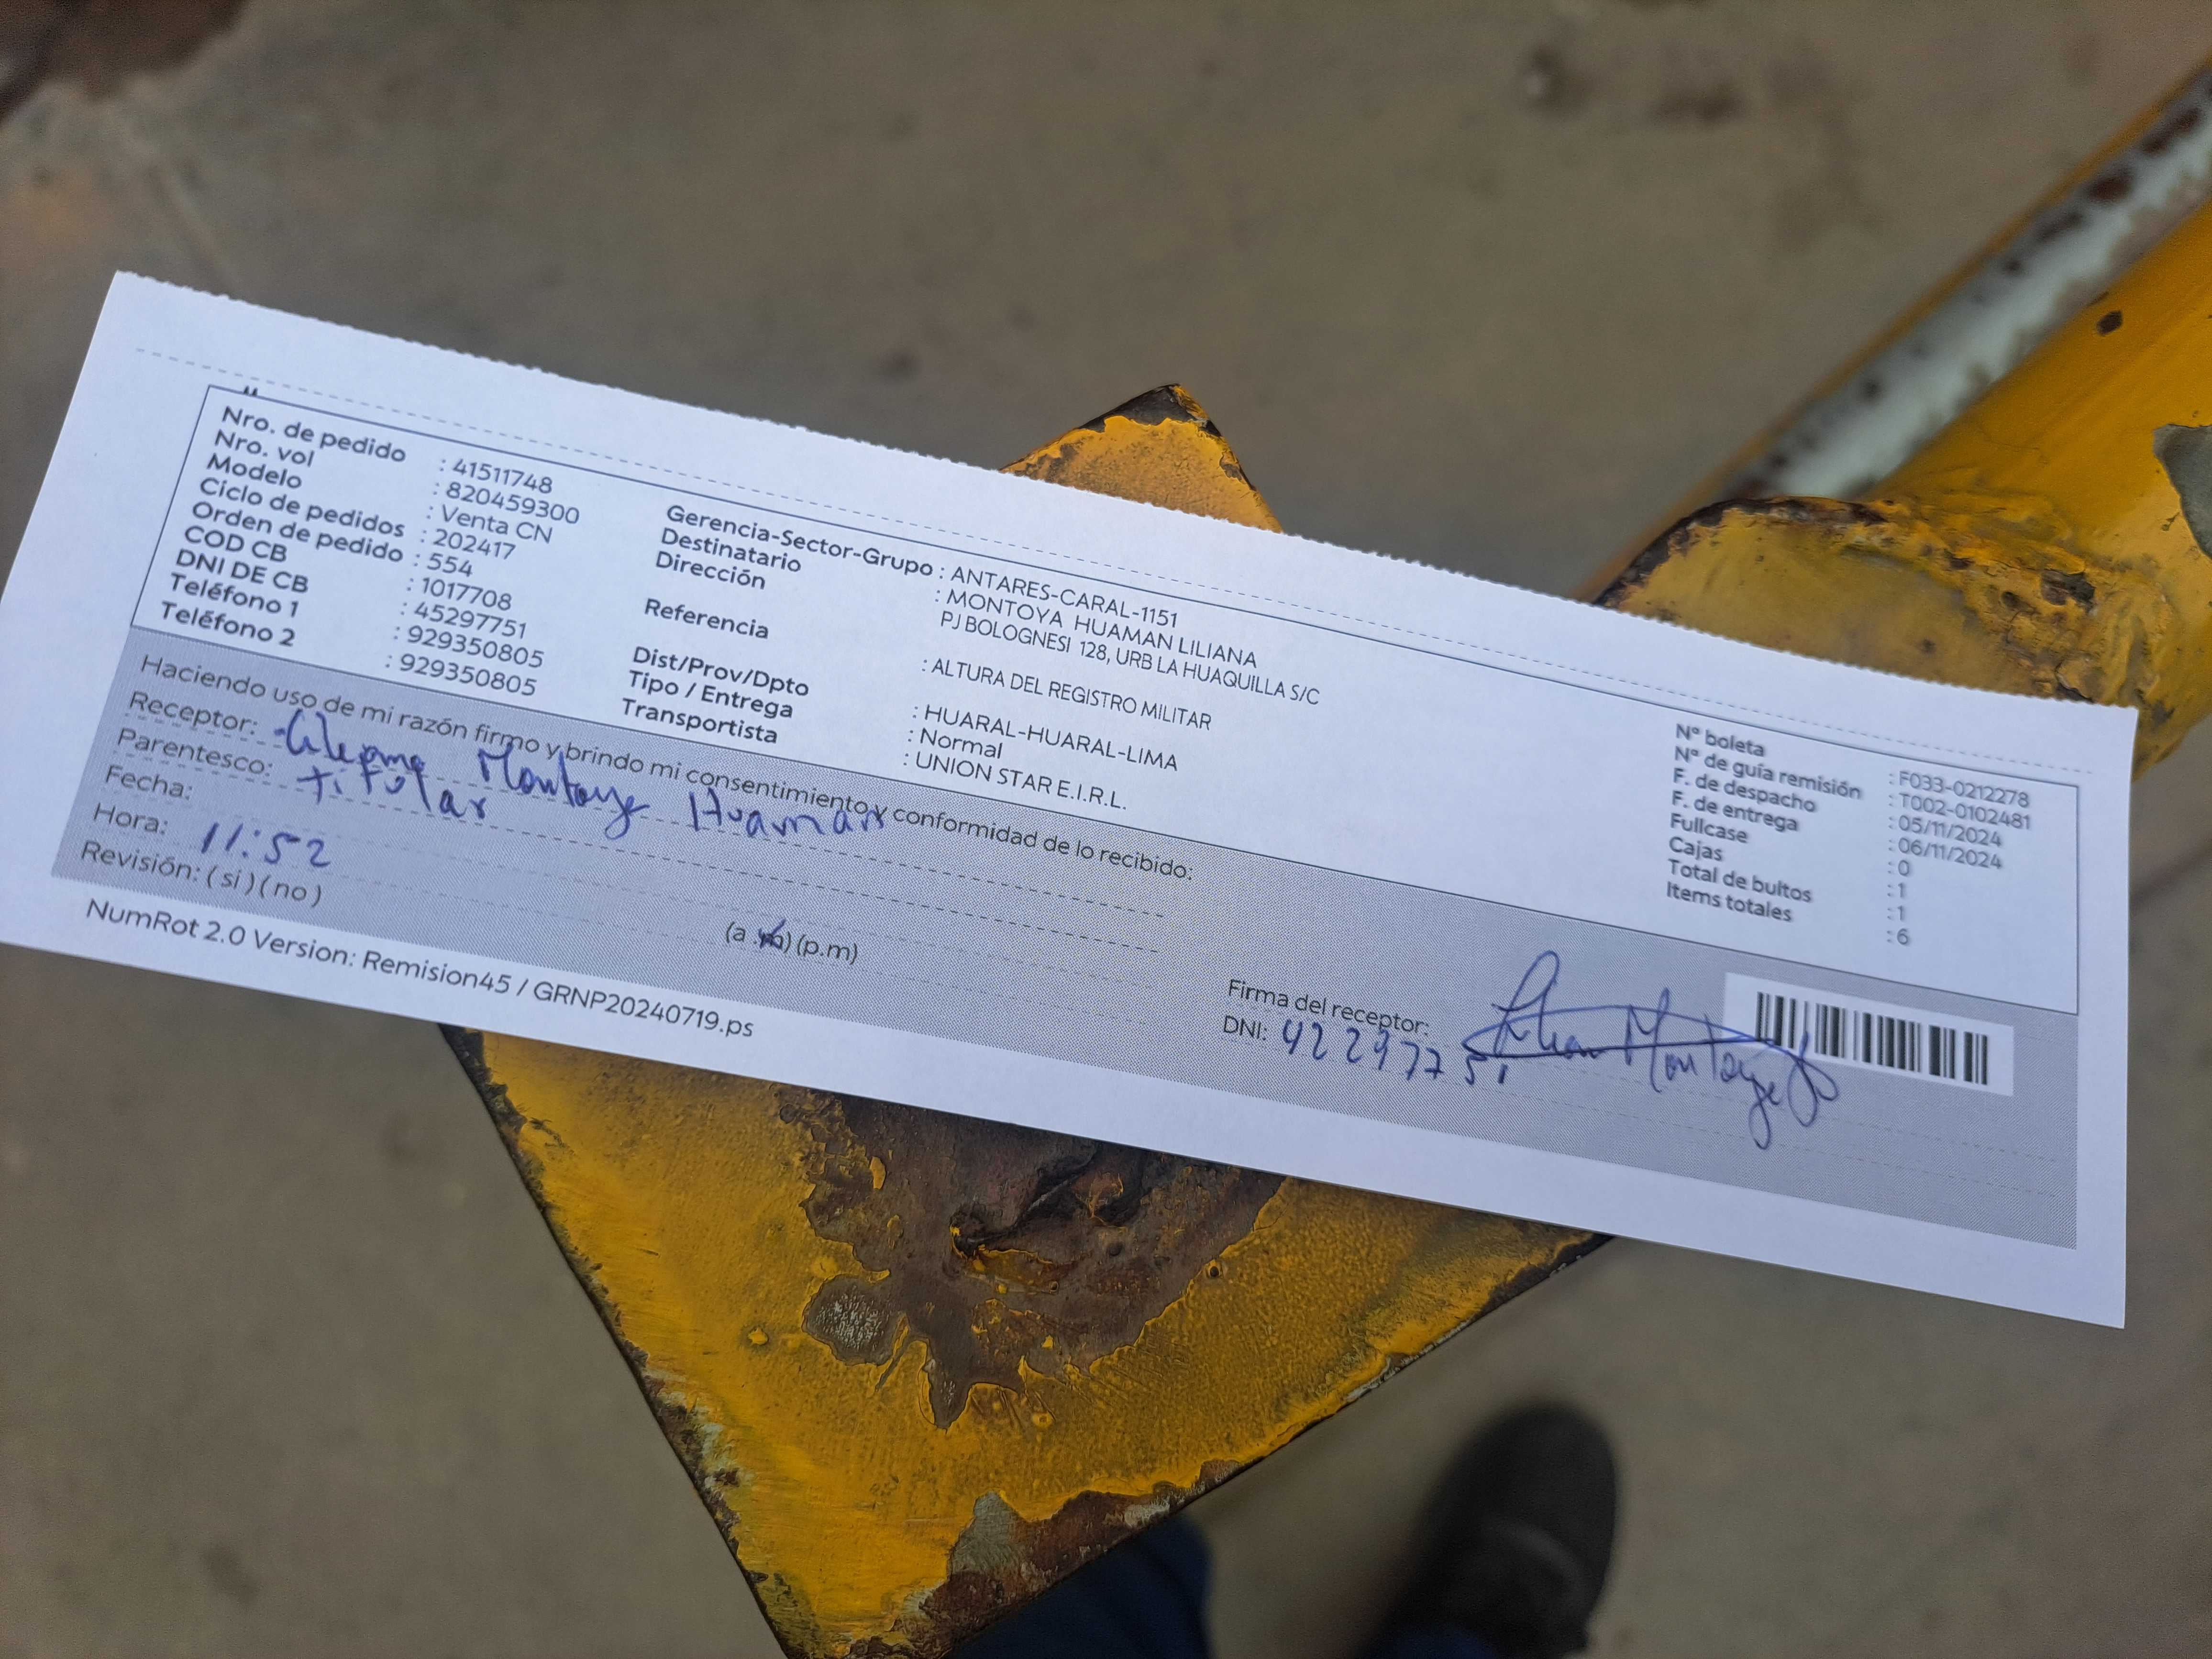 Nro. de pedido : 41511748
Nro. vol : 820459300
Modelo : Venta CN
Ciclo de pedidos : 202417
Orden de pedido : 554
COD CB : 1017708
DNI DE CB : 45297751
Teléfono 1 : 929350805
Teléfono 2 : 929350805
Gerencia-Sector-Grupo : ANTARES-CARAL-1151
Destinatario : MONTOYA HUAMAN LILIANA
Dirección PJ BOLOGNESI 128, URB LA HUAQUILLA S/C
Referencia : ALTURA DEL REGISTRO MILITAR
Dist/Prov/Dpto : HUARAL-HUARAL-LIMA
Tipo / Entrega : Normal
Transportista : UNION STAR E.I.R.L.
Nº boleta : F033-0212278
Nº de guía remisión : T002-0102481
F. de despacho : 05/11/2024
F. de entrega : 06/11/2024
Fullcase : 0
Cajas : 1
Total de bultos : 1
Items totales : 6
Haciendo uso de mi razón firmo y brindo mi consentimiento y conformidad de lo recibido:
Receptor: Montoya Huaman
Parentesco: Titular
Fecha:
Hora: 11:52 (a.m) (p.m)
Revisión: ( si ) ( no )
Firma del receptor:
DNI:
NumRot 2.0 Version: Remision45 / GRNP20240719.ps